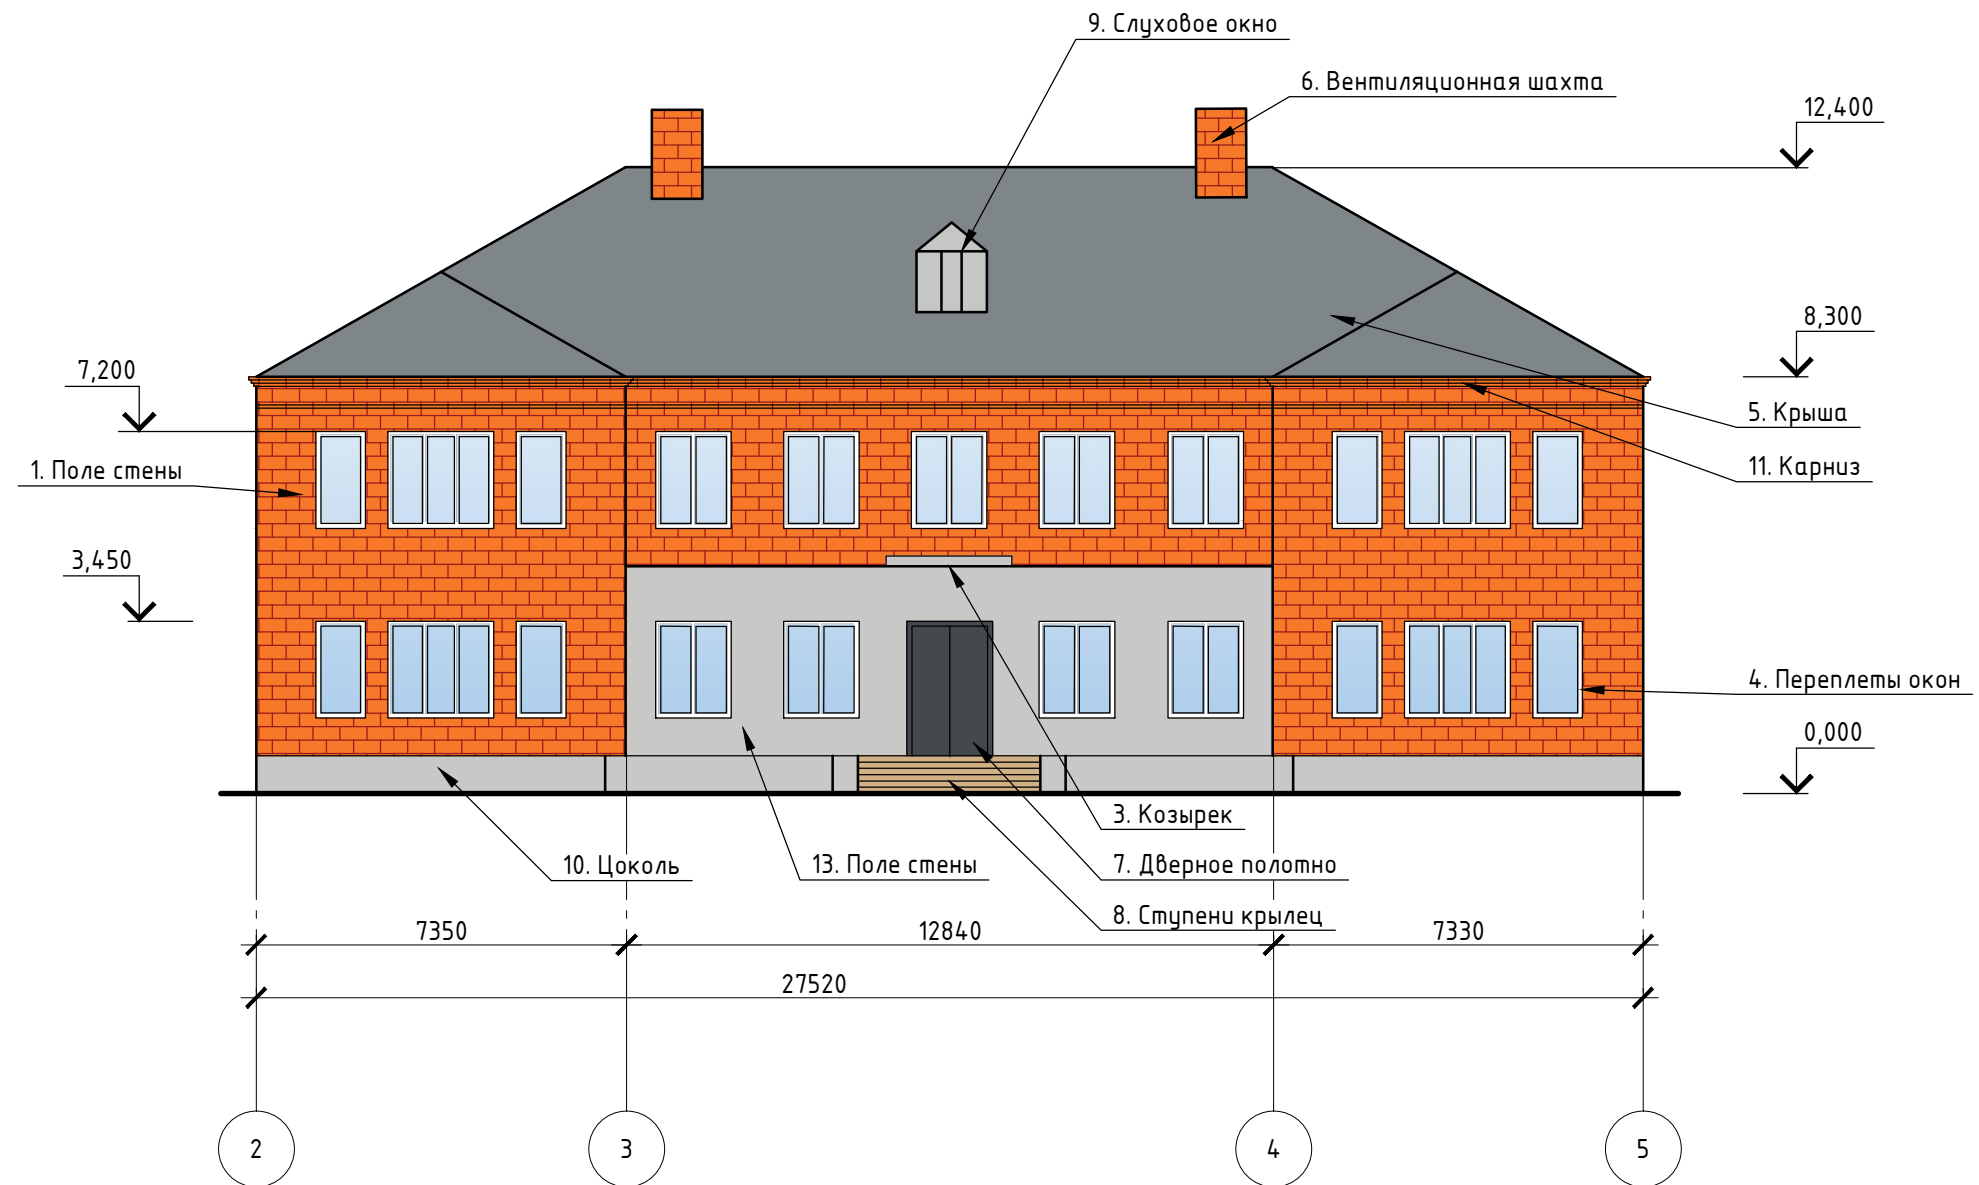 9. Слуховое окно
6. Вентиляционная шахта
12,400
8,300
7,200
5. Крыша
11. Карниз
1. Поле стены
3,450
4. Переплеты окон
0,000
3. Козырек
10. Цоколь
13. Поле стены
7. Дверное полотно
8. Ступени крылец
7350
12840
7330
27520
2
3
4
5